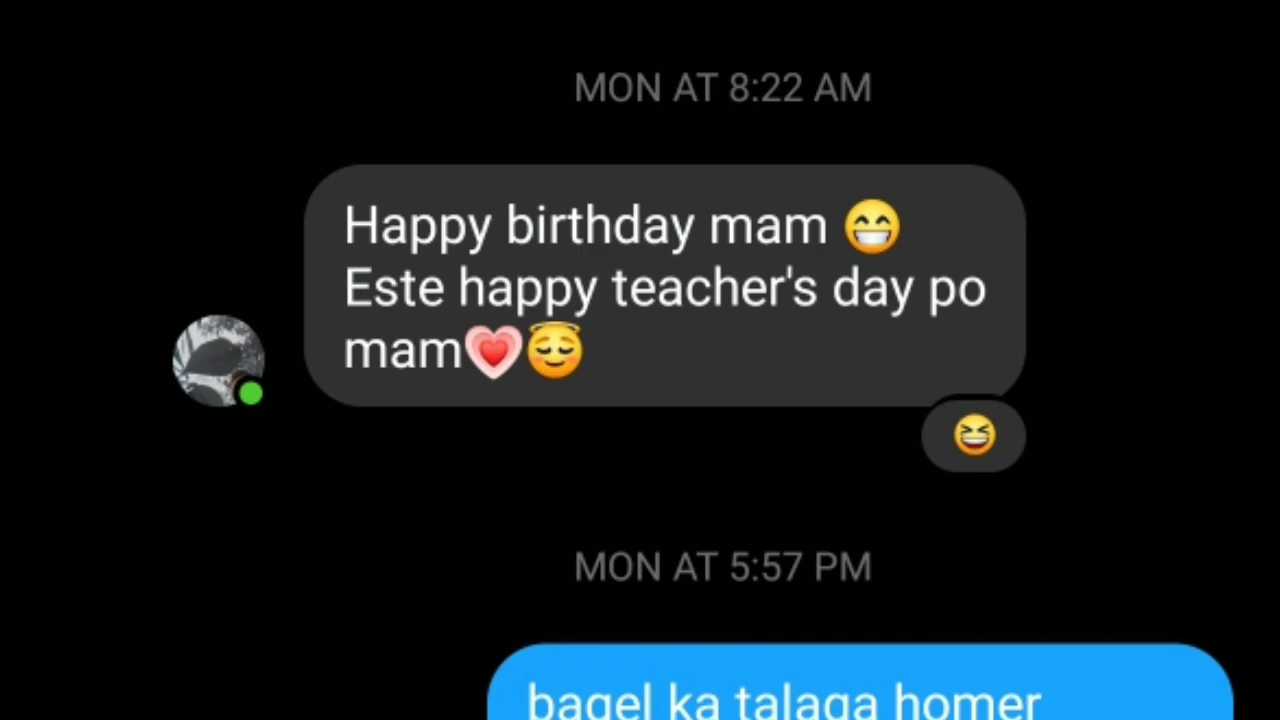 MON AT 8:22 AM
Happy birthday mam 😁
Este happy teacher's day po
mam💗😇
😆
MON AT 5:57 PM
bagel ka talaga homer